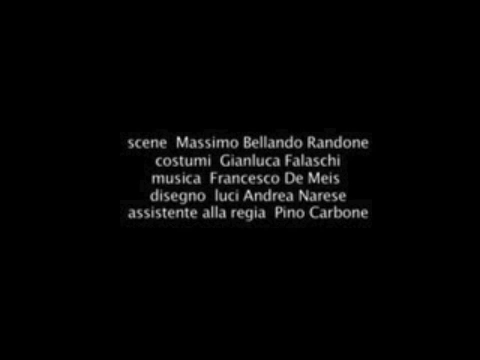 scene Massimo Bellando Randone
costumi Gianluca Falaschi
musica Francesco De Meis
disegno luci Andrea Narese
assistente alla regia Pino Carbone